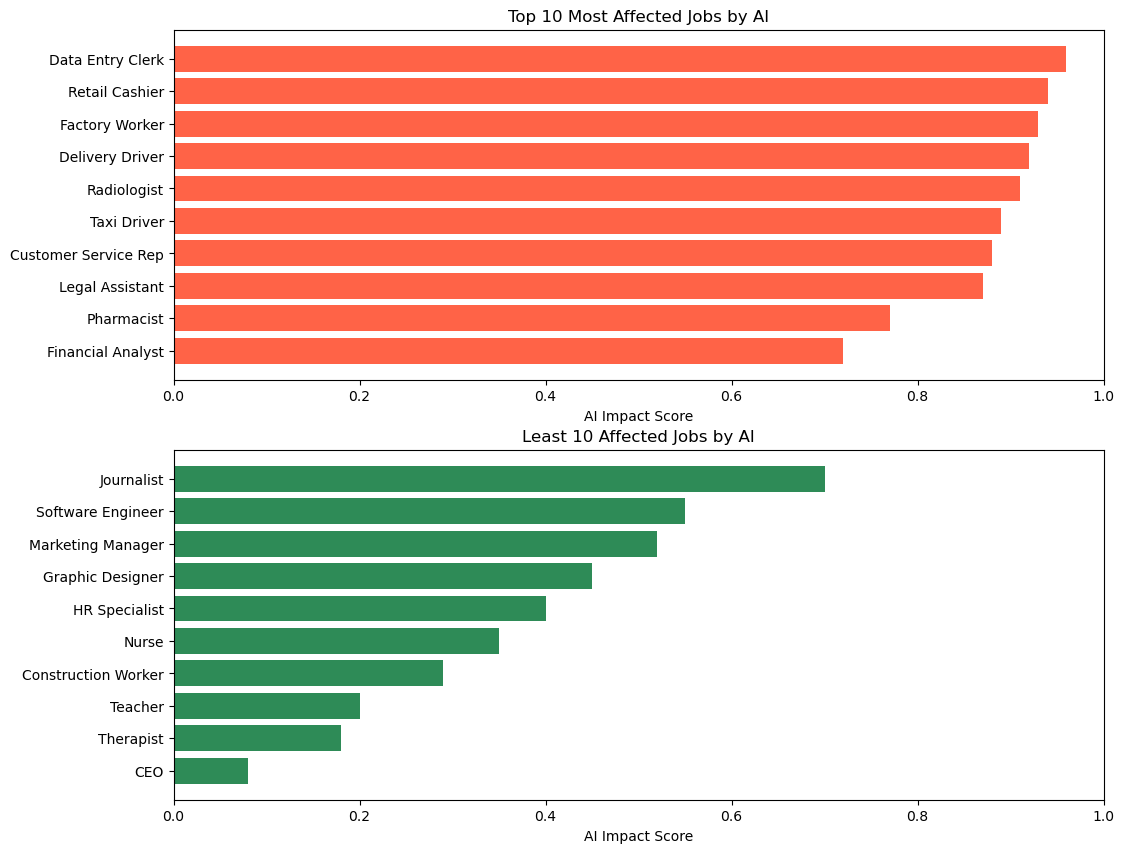 Top 10 Most Affected Jobs by AI
Data Entry Clerk
Retail Cashier
Factory Worker
Delivery Driver
Radiologist
Taxi Driver
Customer Service Rep
Legal Assistant
Pharmacist
Financial Analyst
0.0 0.2 0.4 0.6 0.8 1.0
AI Impact Score
Least 10 Affected Jobs by AI
Journalist
Software Engineer
Marketing Manager
Graphic Designer
HR Specialist
Nurse
Construction Worker
Teacher
Therapist
CEO
0.0 0.2 0.4 0.6 0.8 1.0
AI Impact Score